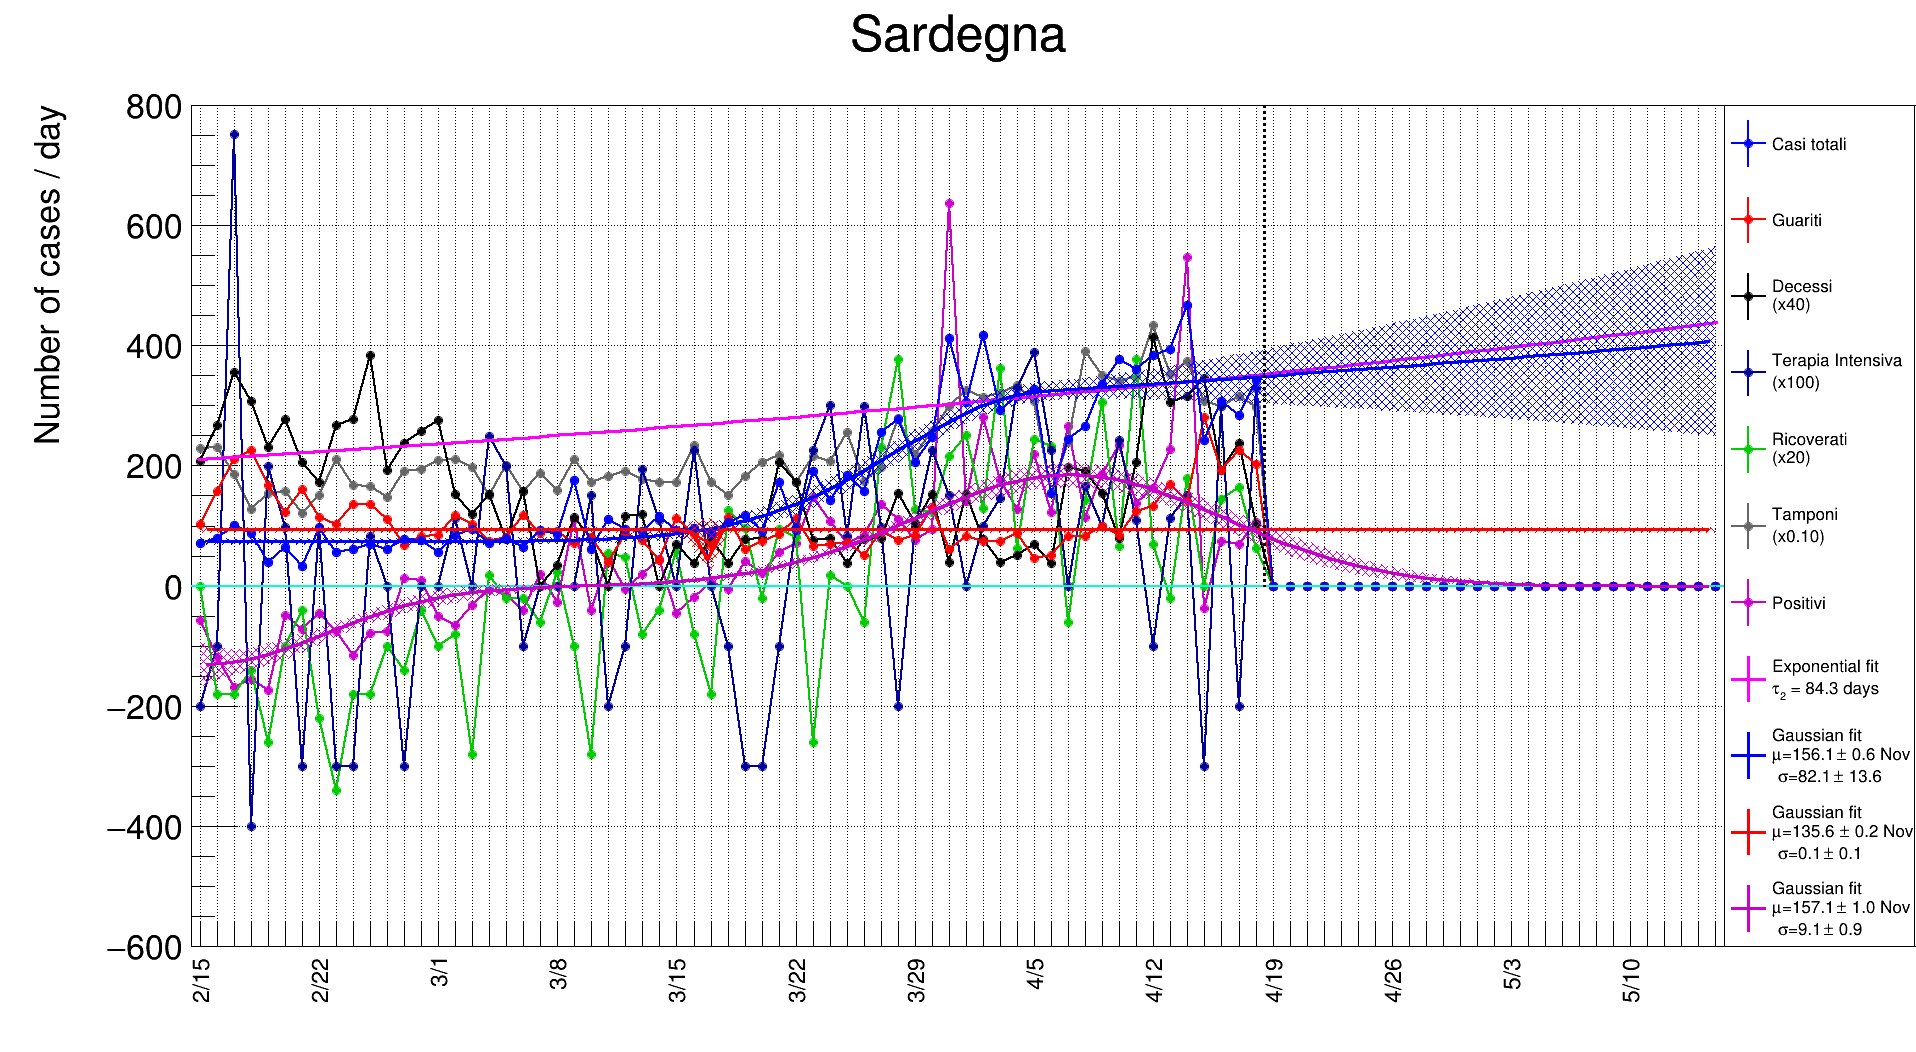 Sardegna
Number of cases / day
800
600
400
200
0
−200
−400
−600
2/15
2/22
3/1
3/8
3/15
3/22
3/29
4/5
4/12
4/19
4/26
5/3
5/10
Casi totali
Guariti
Decessi
(x40)
Terapia Intensiva
(x100)
Ricoverati
(x20)
Tamponi
(x0.10)
Positivi
Exponential fit
τ2 = 84.3 days
Gaussian fit
μ=156.1± 0.6 Nov
σ=82.1± 13.6
Gaussian fit
μ=135.6 ± 0.2 Nov
σ=0.1± 0.1
Gaussian fit
μ=157.1± 1.0 Nov
σ=9.1± 0.9